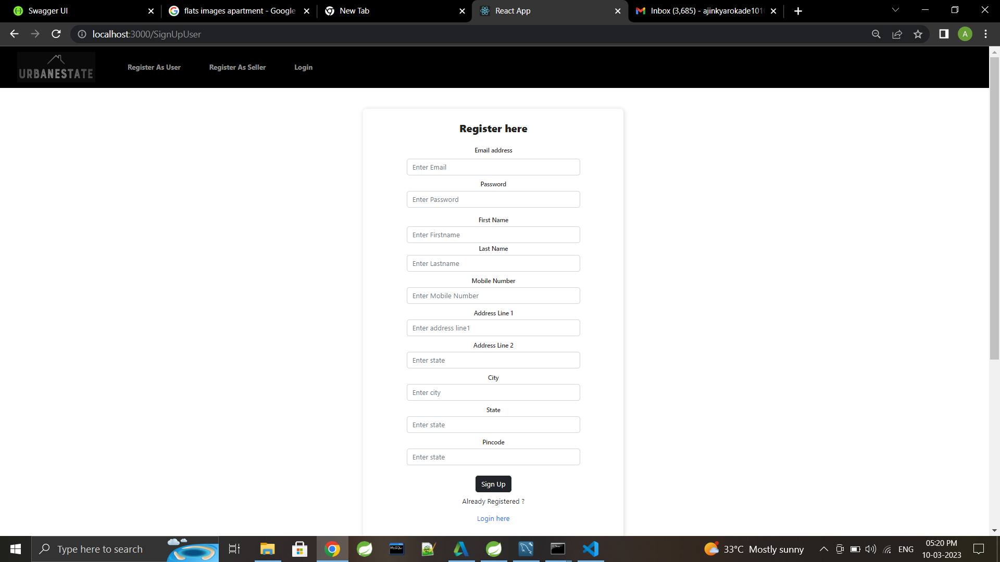 Swagger UI
flats images apartment - Google
New Tab
React App
Inbox (3,685) - ajinkyarokade101
localhost:3000/SignUpUser
A
URBANESTATE
Register As User
Register As Seller
Login
Register here
Email address
Enter Email
Password
Enter Password
First Name
Enter Firstname
Last Name
Enter Lastname
Mobile Number
Enter Mobile Number
Address Line 1
Enter address line1
Address Line 2
Enter state
City
Enter city
State
Enter state
Pincode
Enter state
Sign Up
Already Registered ?
Login here
Type here to search
MySQL
33°C Mostly sunny
ENG
05:20 PM
10-03-2023